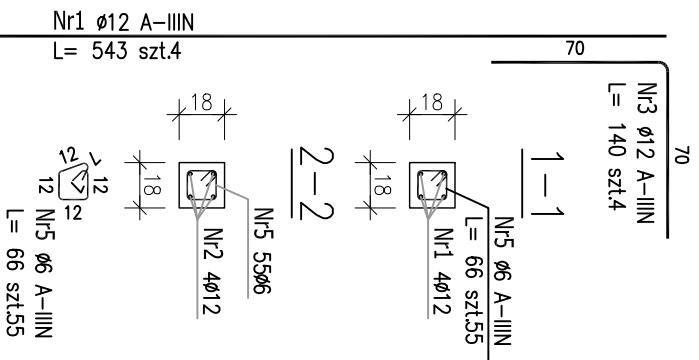 Nr1 ø12 A-IIIN
L= 543 szt.4
70
70
Nr3 ø12 A-IIIN
L= 140 szt.4
1-1
18
18
Nr5 ø6 A-IIIN
L= 66 szt.55
Nr1 4ø12
2-2
18
18
Nr5 55ø6
Nr2 4ø12
12
L
12
12
12
Nr5 ø6 A-IIIN
L= 66 szt.55